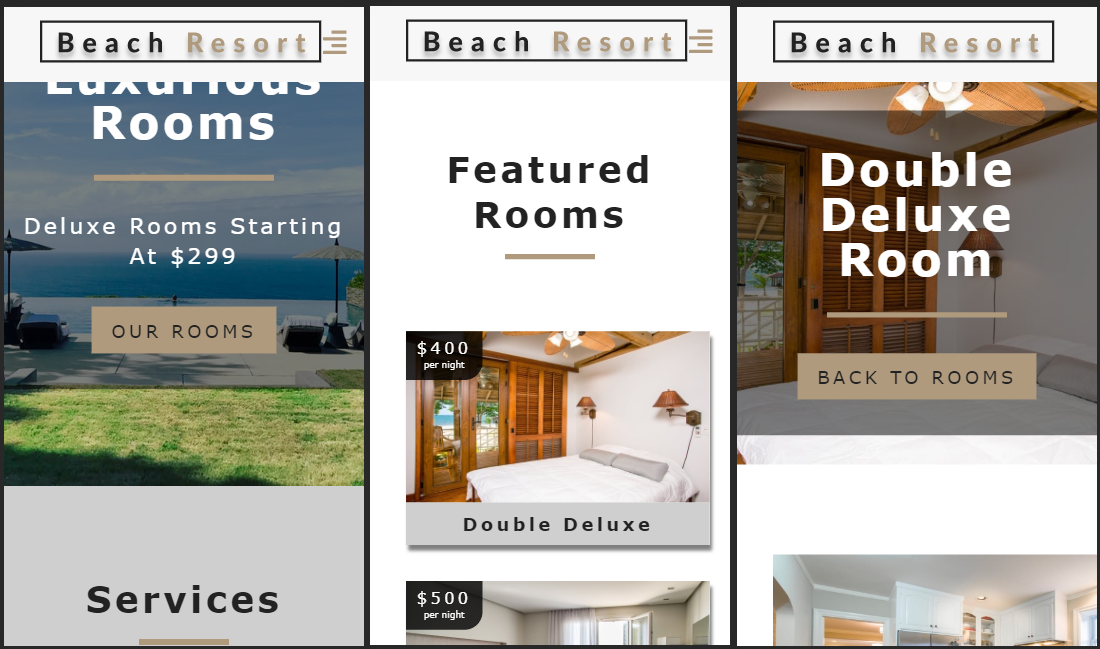 Beach Resort
Luxurious
Rooms
Deluxe Rooms Starting
At $299
OUR ROOMS
Services
Beach Resort
Featured
Rooms
$400
per night
Double Deluxe
$500
per night
Beach Resort
Double
Deluxe
Room
BACK TO ROOMS